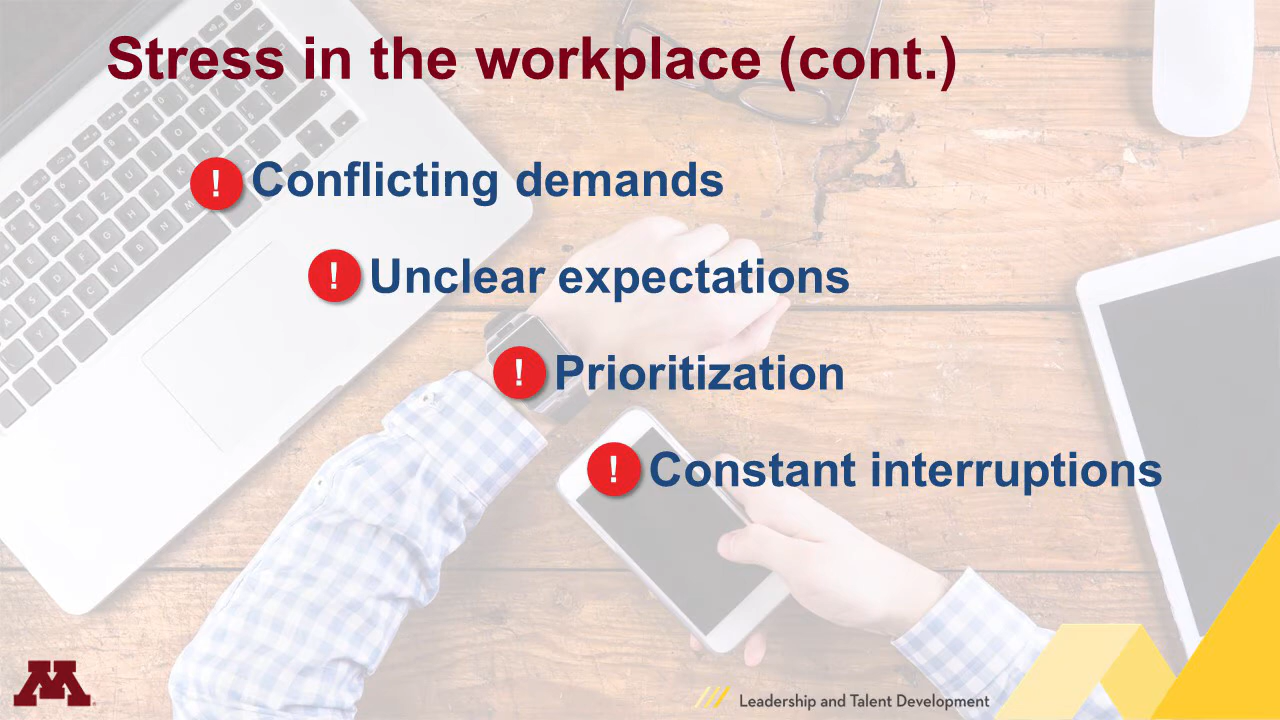 Stress in the workplace (cont.)
! Conflicting demands
! Unclear expectations
! Prioritization
! Constant interruptions
M
Leadership and Talent Development